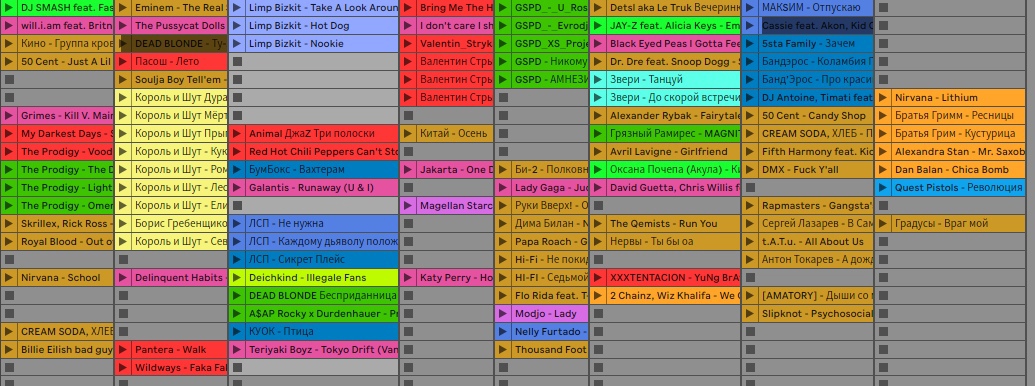 DJ SMASH feat. Fas
will.i.am feat. Britn
Кино - Группа кров
50 Cent - Just A Lil
Grimes - Kill V. Mair
My Darkest Days - S
The Prodigy - Vood
The Prodigy - The D
The Prodigy - Light
The Prodigy - Omer
Skrillex, Rick Ross -
Royal Blood - Out o
Nirvana - School
CREAM SODA, ХЛЕБ
Billie Eilish bad guy
Eminem - The Real
The Pussycat Dolls
DEAD BLONDE - Ту-
Пасош - Лето
Soulja Boy Tell'em -
Король и Шут Дура
Король и Шут Мёрт
Король и Шут Прыг
Король и Шут - Кук
Король и Шут - Ром
Король и Шут - Лес
Король и Шут - Ели
Борис Гребенщико
Король и Шут - Сев
Delinquent Habits -
Pantera - Walk
Wildways - Faka Fal
Limp Bizkit - Take A Look Aroun
Limp Bizkit - Hot Dog
Limp Bizkit - Nookie
Animal ДжаZ Три полоски
Red Hot Chili Peppers Can't Sto
БумБокс - Вахтерам
Galantis - Runaway (U & I)
ЛСП - Не нужна
ЛСП - Каждому дьяволу полож
ЛСП - Сикрет Плейс
Deichkind - Illegale Fans
DEAD BLONDE Бесприданница
A$AP Rocky x Durdenhauer - Pr
КУОК - Птица
Teriyaki Boyz - Tokyo Drift (Van
Bring Me The H
I don't care I sh
Valentin_Stryk
Валентин Стры
Валентин Стры
Валентин Стры
Китай - Осень
Jakarta - One D
Magellan Starc
Katy Perry - Ho
GSPD_-_U_Ros
GSPD_-_Evrodj
GSPD_XS_Proje
GSPD - Никому
GSPD - АМНЕЗИ
Би-2 - Полковн
Lady Gaga - Jud
Руки Вверх! - О
Дима Билан - N
Papa Roach - G
Hi-Fi - Не покид
HI-FI - Седьмой
Flo Rida feat. T
Modjo - Lady
Nelly Furtado -
Thousand Foot
Detsl aka Le Truk Вечеринк
JAY-Z feat. Alicia Keys - Em
Black Eyed Peas I Gotta Fee
Dr. Dre feat. Snoop Dogg -
Звери - Танцуй
Звери - До скорой встречи
Alexander Rybak - Fairytale
Грязный Рамирес - MAGNIT
Avril Lavigne - Girlfriend
Оксана Почепа (Акула) - Ки
David Guetta, Chris Willis f
The Qemists - Run You
Нервы - Ты бы оа
XXXTENTACION - YuNg BrA
2 Chainz, Wiz Khalifa - We O
МАКSИМ - Отпускаю
Cassie feat. Akon, Kid C
5sta Family - Зачем
Бандэрос - Коламбия П
Банд'Эрос - Про краси
DJ Antoine, Timati feat
50 Cent - Candy Shop
CREAM SODA, ХЛЕБ - П
Fifth Harmony feat. Kid
DMX - Fuck Y'all
Rapmasters - Gangsta'
Сергей Лазарев - В Сам
t.A.T.u. - All About Us
Антон Токарев - А дожд
[AMATORY] - Дыши со м
Slipknot - Psychosocial
Nirvana - Lithium
Братья Гримм - Ресницы
Братья Грим - Кустурица
Alexandra Stan - Mr. Saxob
Dan Balan - Chica Bomb
Quest Pistols - Революция
Градусы - Враг мой